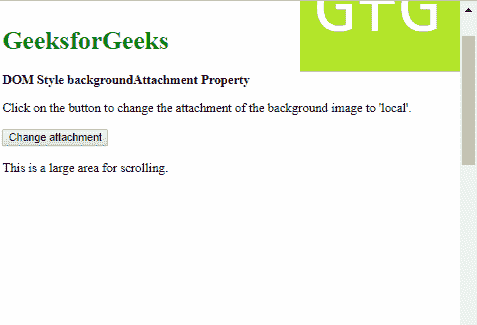 GfG
GeeksforGeeks
DOM Style backgroundAttachment Property
Click on the button to change the attachment of the background image to 'local'.
Change attachment
This is a large area for scrolling.